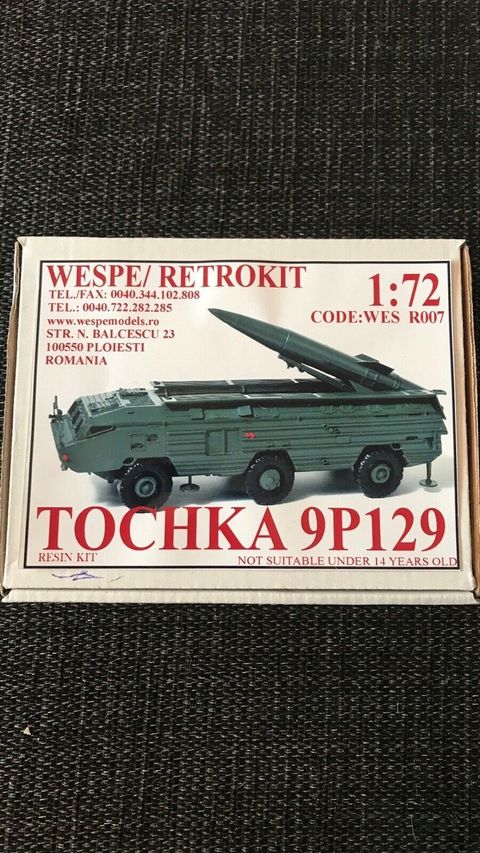 WESPE/ RETROKIT
TEL./FAX: 0040.344.102.808
TEL.: 0040.722.282.285
www.wespemodels.ro
STR. N. BALCESCU 23
100550 PLOIESTI
ROMANIA
1:72
CODE:WES R007
TOCHKA 9P129
RESIN KIT
NOT SUITABLE UNDER 14 YEARS OLD